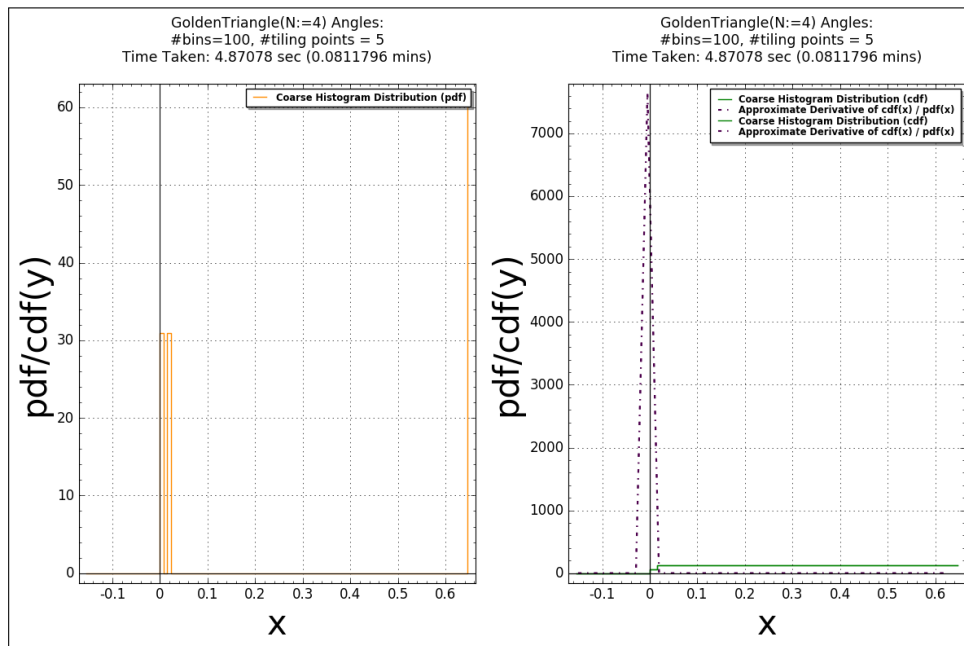 GoldenTriangle(N:=4) Angles:
#bins=100, #tiling points = 5
Time Taken: 4.87078 sec (0.0811796 mins)
Coarse Histogram Distribution (pdf)
60
50
40
30
20
10
0
-0.1 0 0.1 0.2 0.3 0.4 0.5 0.6
pdf/cdf(y)
x
GoldenTriangle(N:=4) Angles:
#bins=100, #tiling points = 5
Time Taken: 4.87078 sec (0.0811796 mins)
Coarse Histogram Distribution (cdf)
Approximate Derivative of cdf(x) / pdf(x)
Coarse Histogram Distribution (cdf)
Approximate Derivative of cdf(x) / pdf(x)
7000
6000
5000
4000
3000
2000
1000
0
-0.1 0 0.1 0.2 0.3 0.4 0.5 0.6
pdf/cdf(y)
x